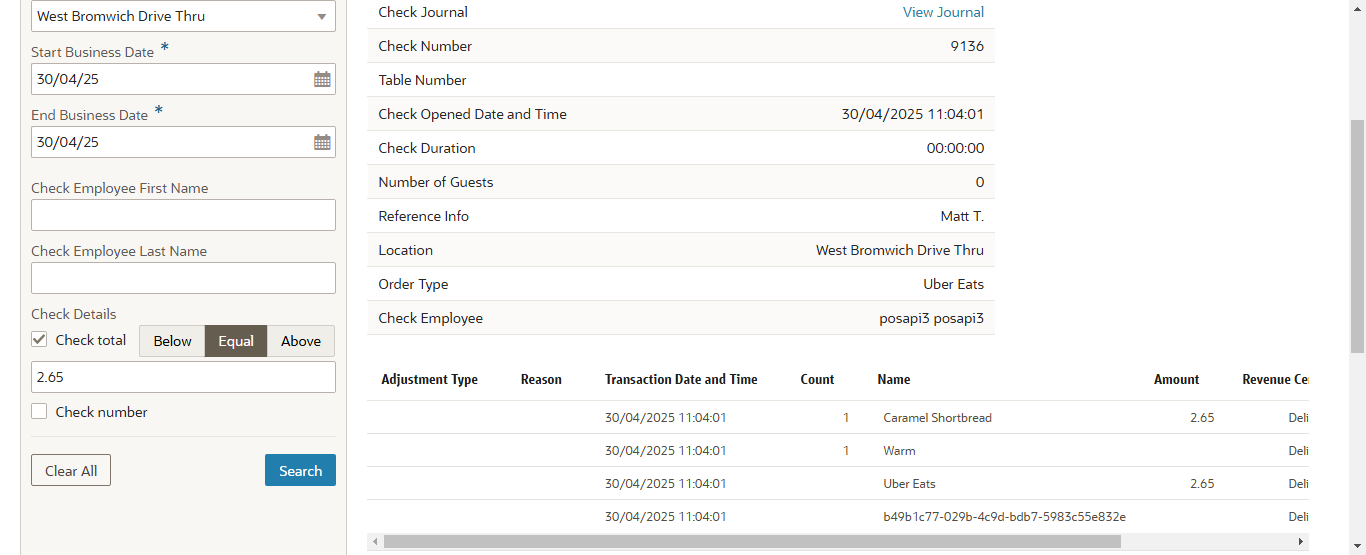 West Bromwich Drive Thru
Start Business Date *
30/04/25
End Business Date *
30/04/25
Check Employee First Name
Check Employee Last Name
Check Details
Check total Below Equal Above
2.65
Check number
Clear All Search
Check Journal View Journal
Check Number 9136
Table Number
Check Opened Date and Time 30/04/2025 11:04:01
Check Duration 00:00:00
Number of Guests 0
Reference Info Matt T.
Location West Bromwich Drive Thru
Order Type Uber Eats
Check Employee posapi3 posapi3
Adjustment Type Reason Transaction Date and Time Count Name Amount Revenue Ce
30/04/2025 11:04:01 1 Caramel Shortbread 2.65 Deli
30/04/2025 11:04:01 1 Warm Deli
30/04/2025 11:04:01 Uber Eats 2.65 Deli
30/04/2025 11:04:01 b49b1c77-029b-4c9d-bdb7-5983c55e832e Deli